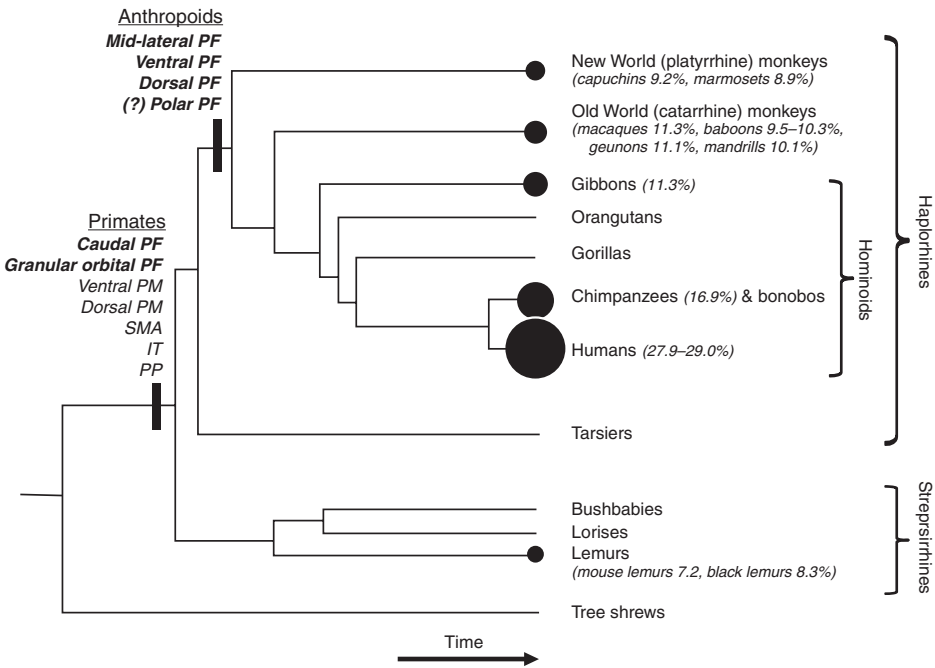 Anthropoids
Mid-lateral PF
Ventral PF
Dorsal PF
(?) Polar PF
Primates
Caudal PF
Granular orbital PF
Ventral PM
Dorsal PM
SMA
IT
PP
New World (platyrrhine) monkeys
(capuchins 9.2%, marmosets 8.9%)
Old World (catarrhine) monkeys
(macaques 11.3%, baboons 9.5–10.3%,
geunons 11.1%, mandrills 10.1%)
Gibbons (11.3%)
Orangutans
Gorillas
Chimpanzees (16.9%) & bonobos
Humans (27.9–29.0%)
Tarsiers
Bushbabies
Lorises
Lemurs
(mouse lemurs 7.2, black lemurs 8.3%)
Tree shrews
Hominoids
Haplorhines
Streprsirrhines
Time